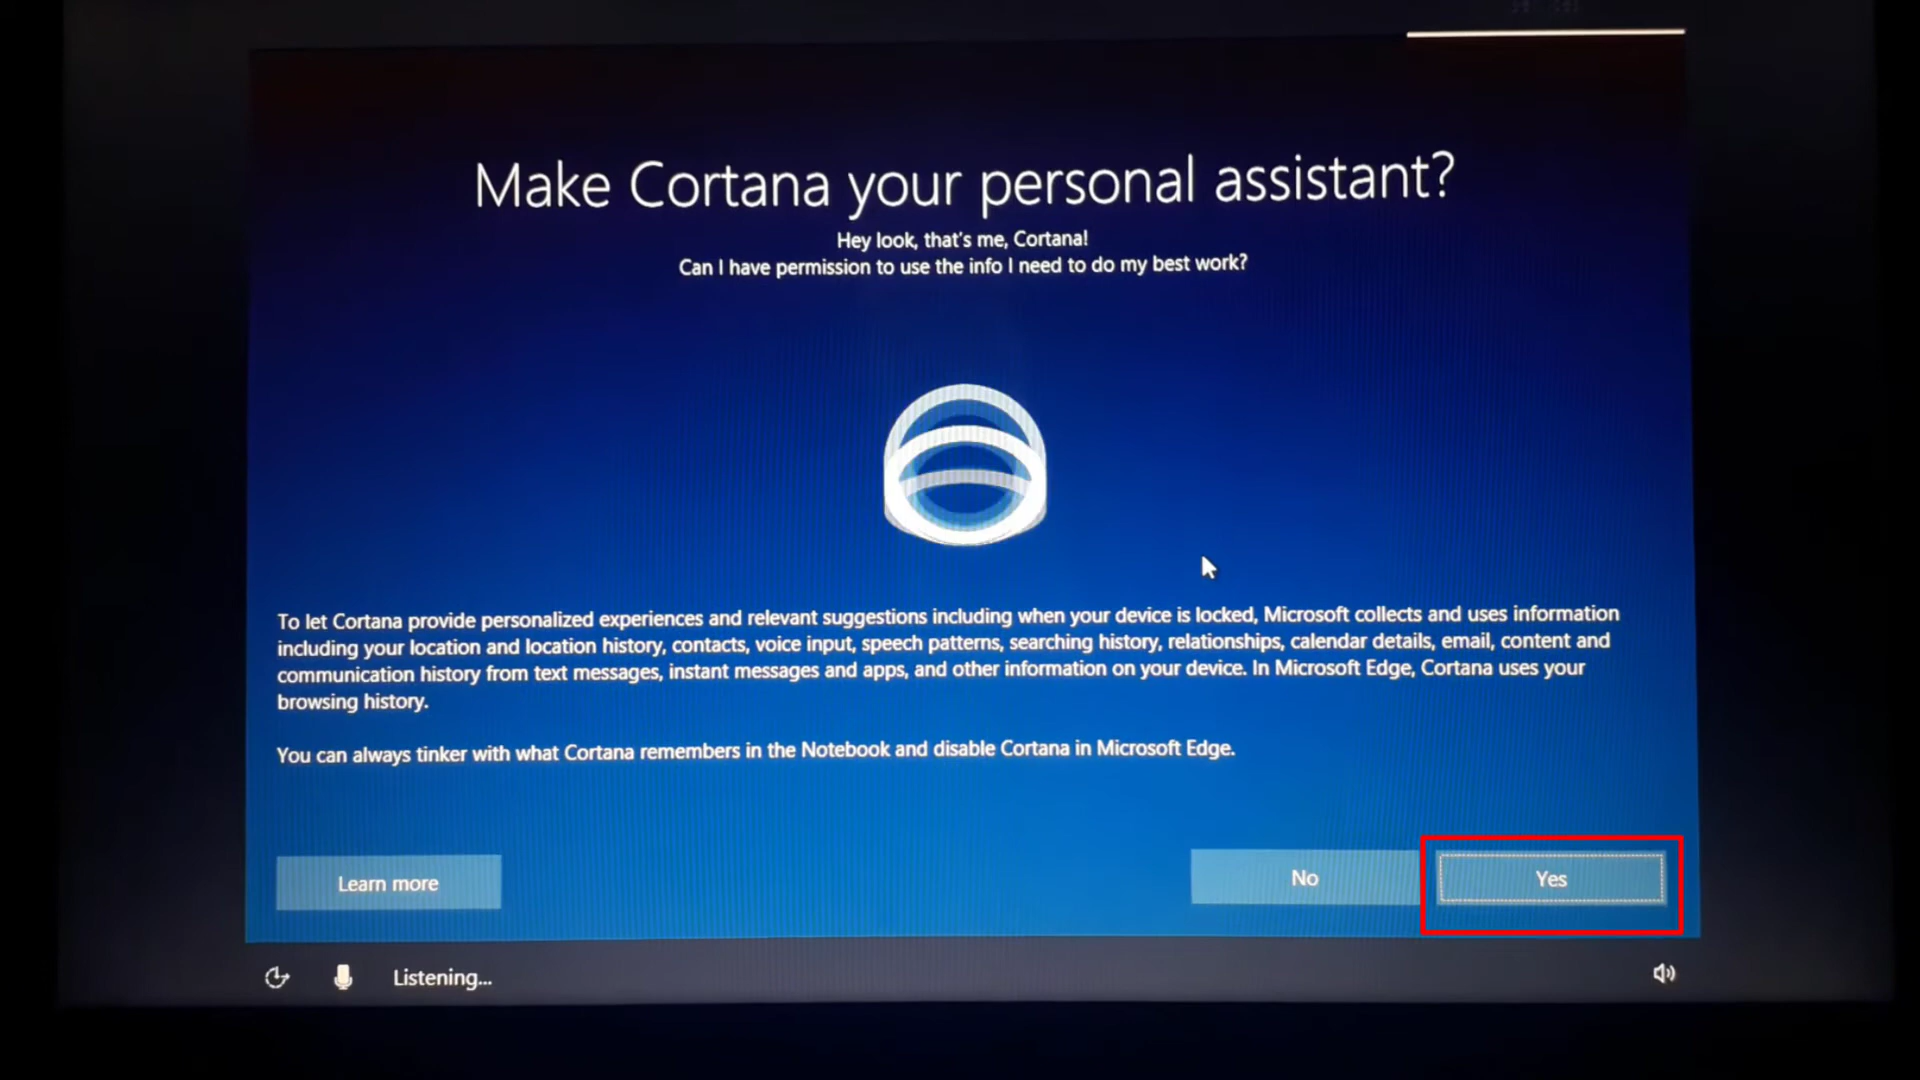 Make Cortana your personal assistant?
Hey look, that's me, Cortana!
Can I have permission to use the info I need to do my best work?
To let Cortana provide personalized experiences and relevant suggestions including when your device is locked, Microsoft collects and uses information
including your location and location history, contacts, voice input, speech patterns, searching history, relationships, calendar details, email, content and
communication history from text messages, instant messages and apps, and other information on your device. In Microsoft Edge, Cortana uses your
browsing history.
You can always tinker with what Cortana remembers in the Notebook and disable Cortana in Microsoft Edge.
Learn more
No
Yes
Listening...